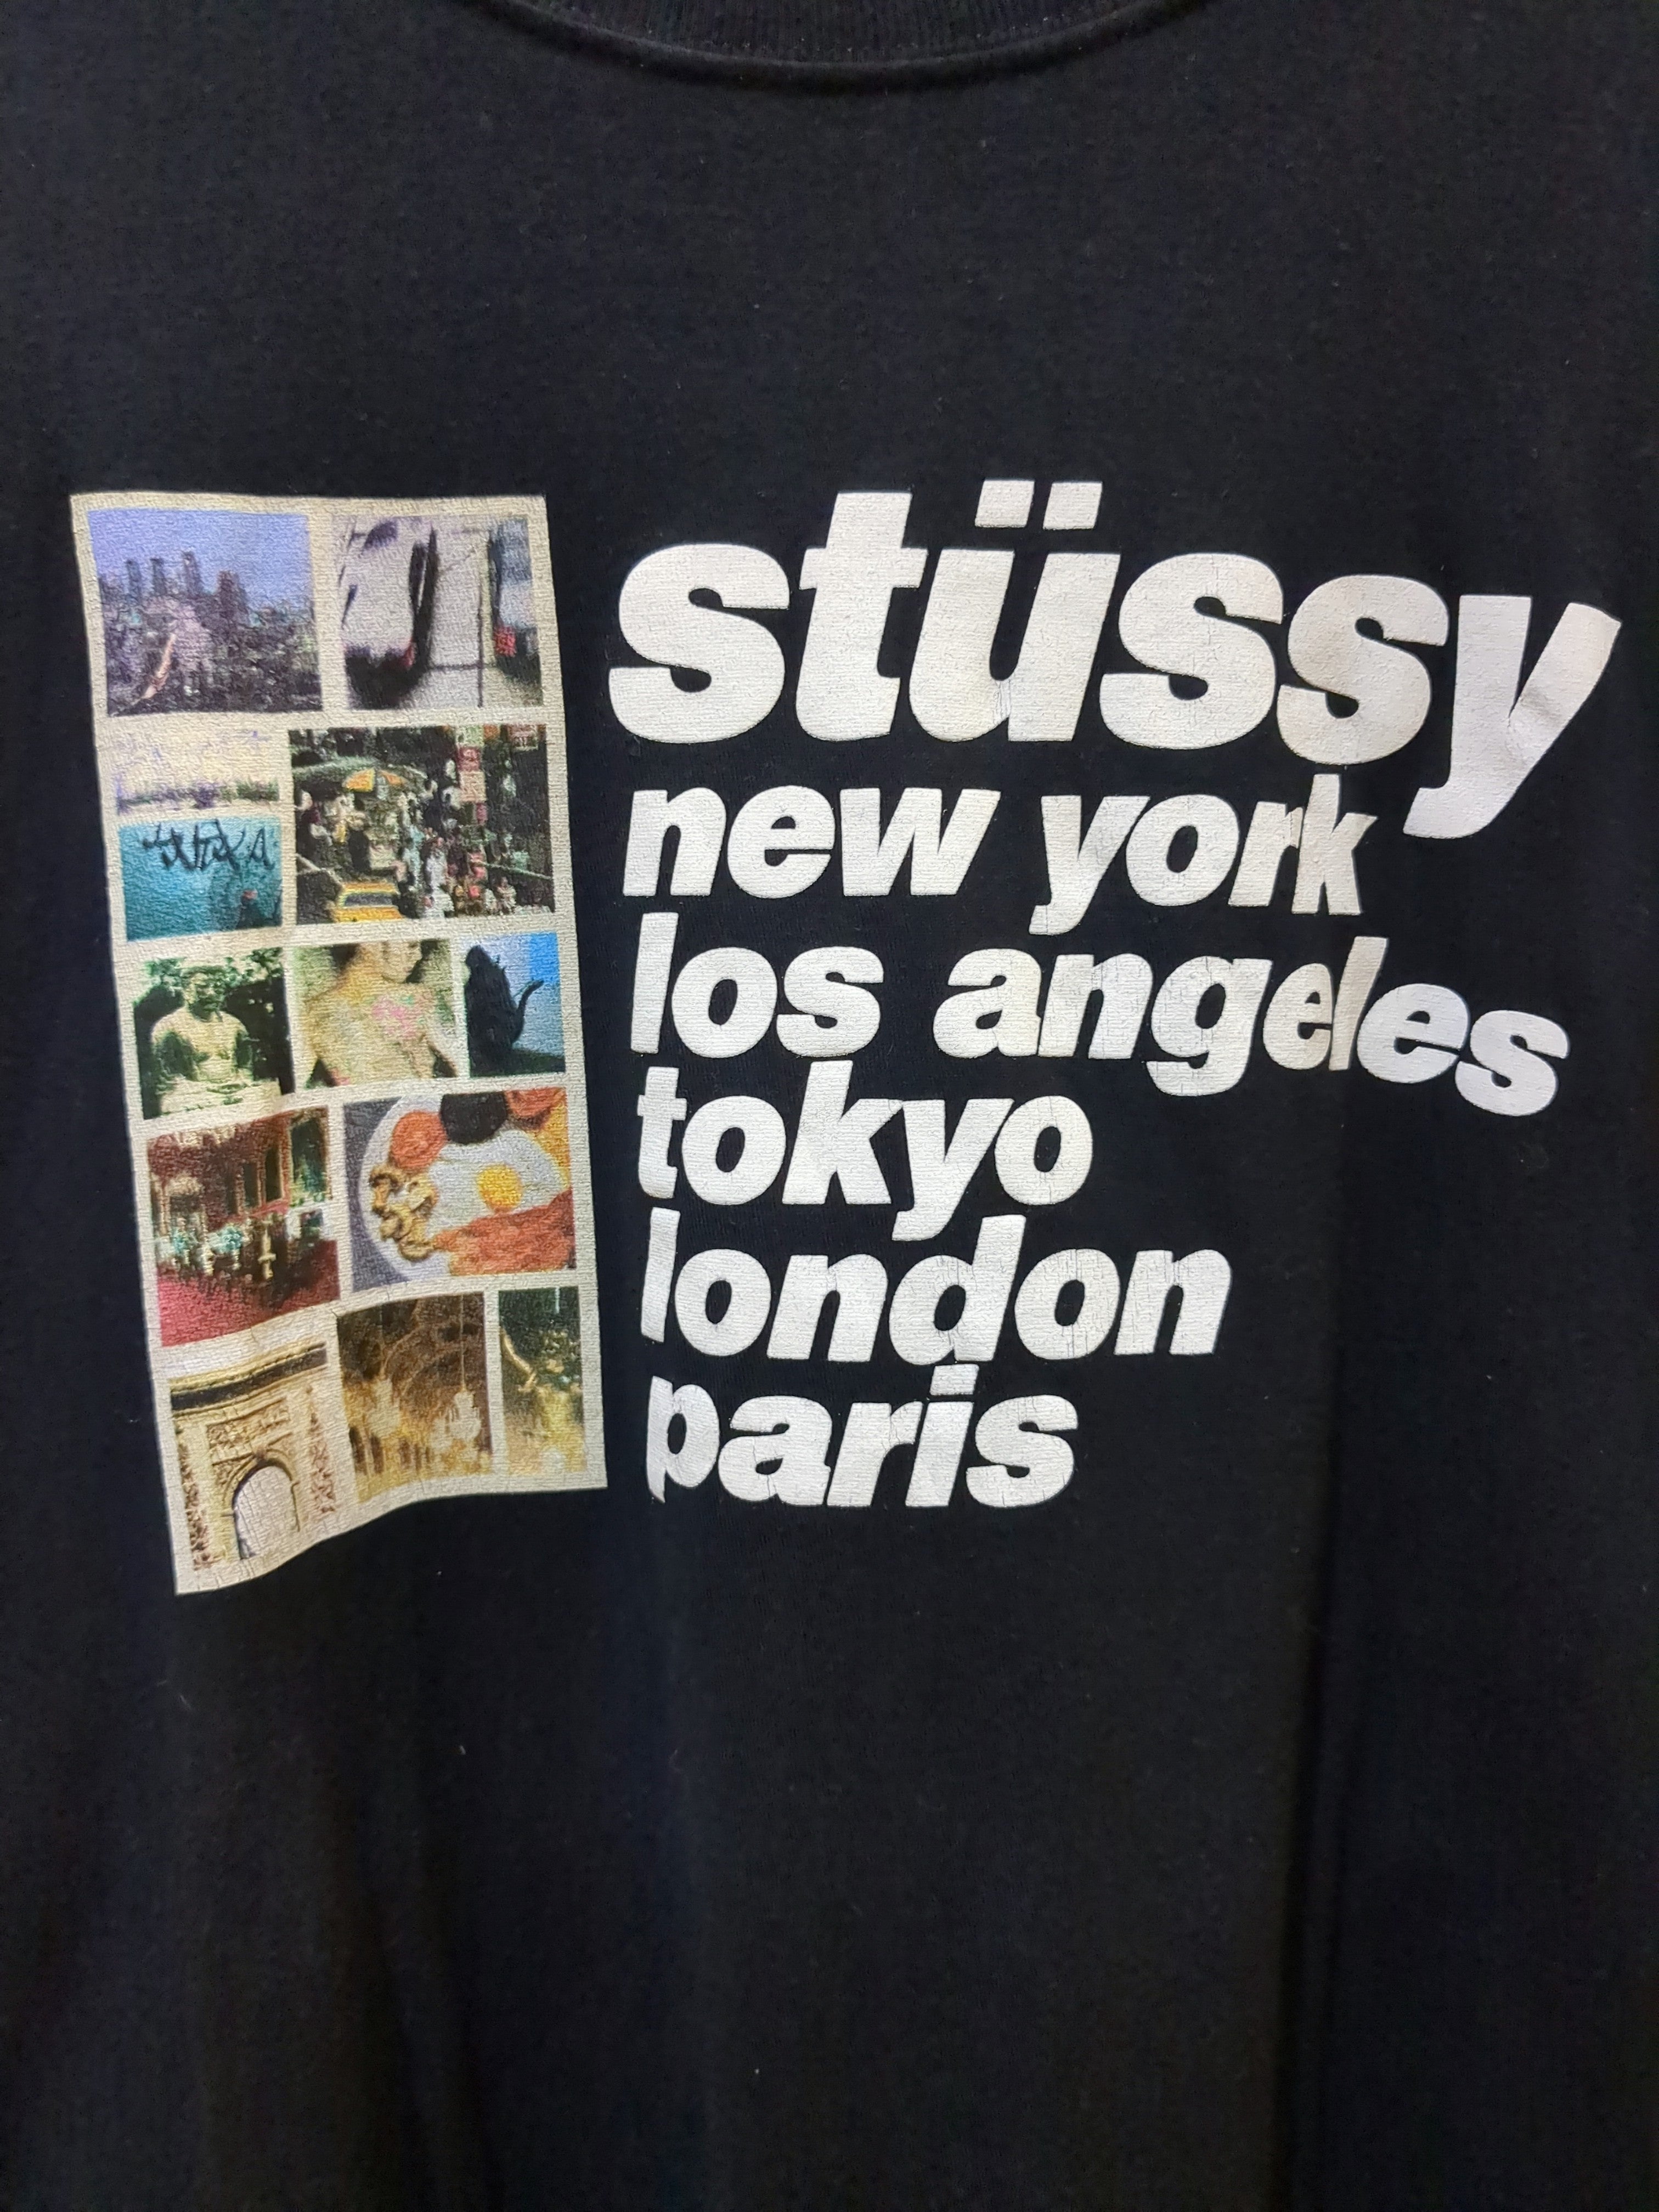 stüssy
new york
los angeles
tokyo
london
paris